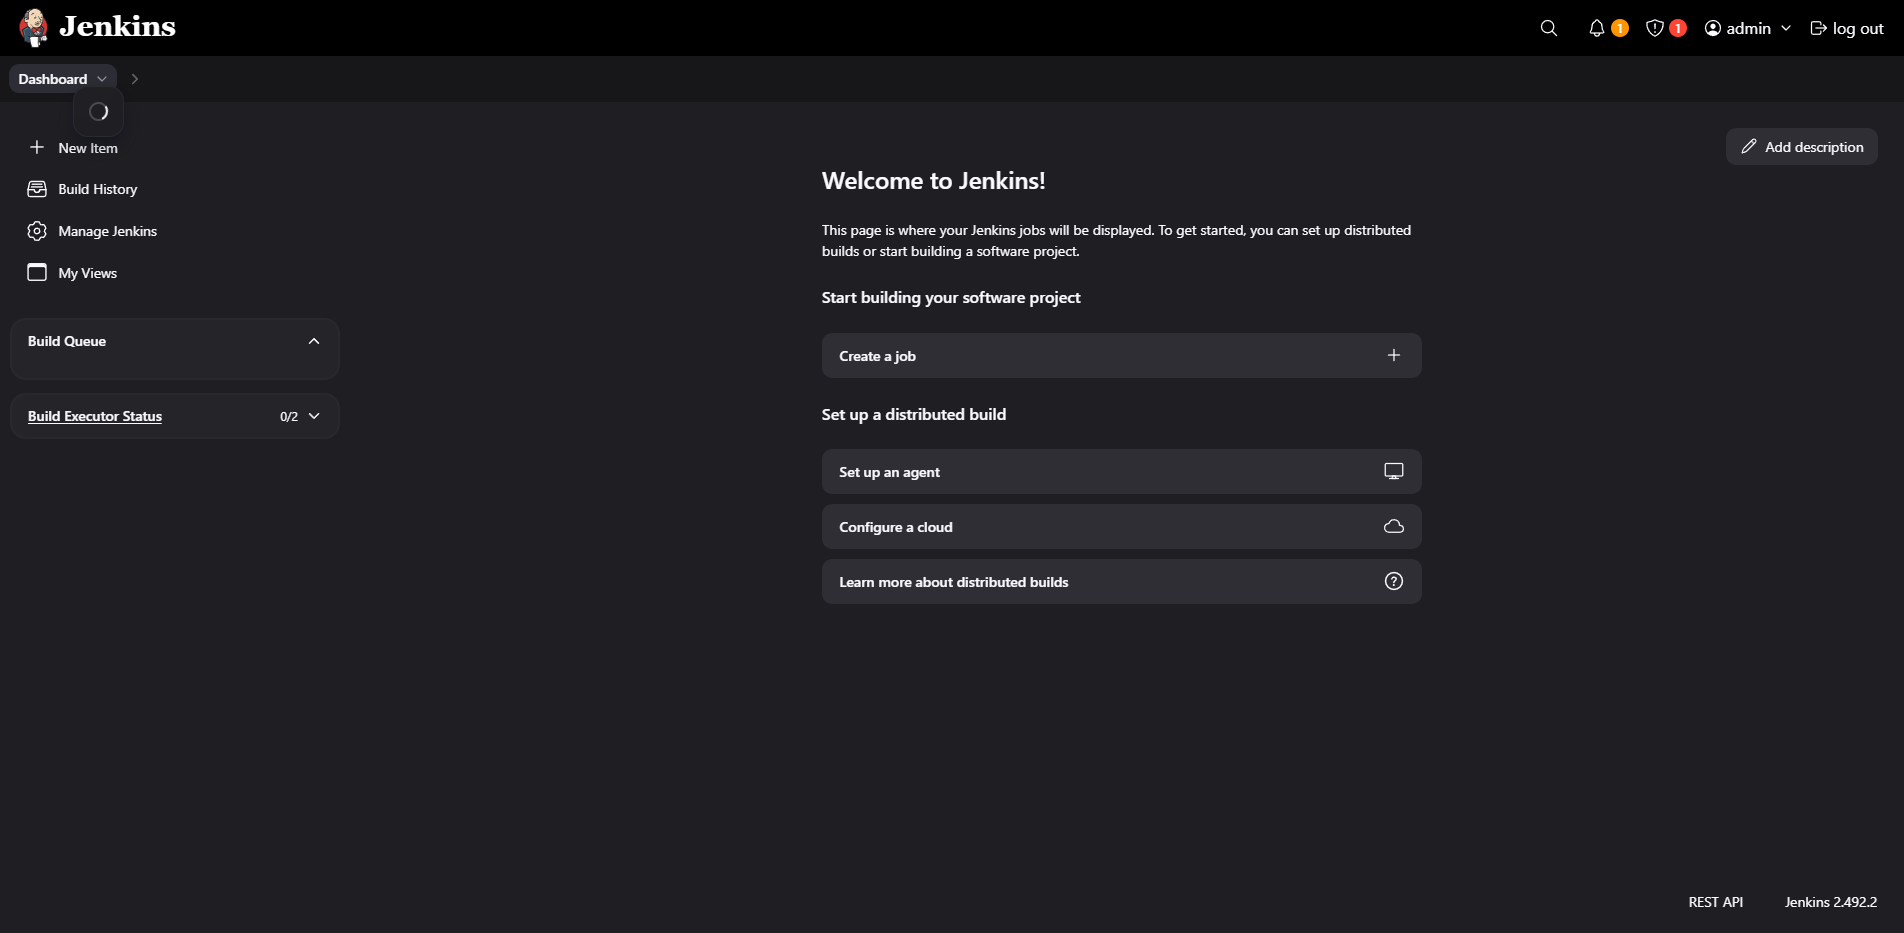 Jenkins
1
1
admin
log out
Dashboard
New Item
Build History
Manage Jenkins
My Views
Build Queue
Build Executor Status
0/2
Add description
Welcome to Jenkins!
This page is where your Jenkins jobs will be displayed. To get started, you can set up distributed
builds or start building a software project.
Start building your software project
Create a job
Set up a distributed build
Set up an agent
Configure a cloud
Learn more about distributed builds
REST API
Jenkins 2.492.2